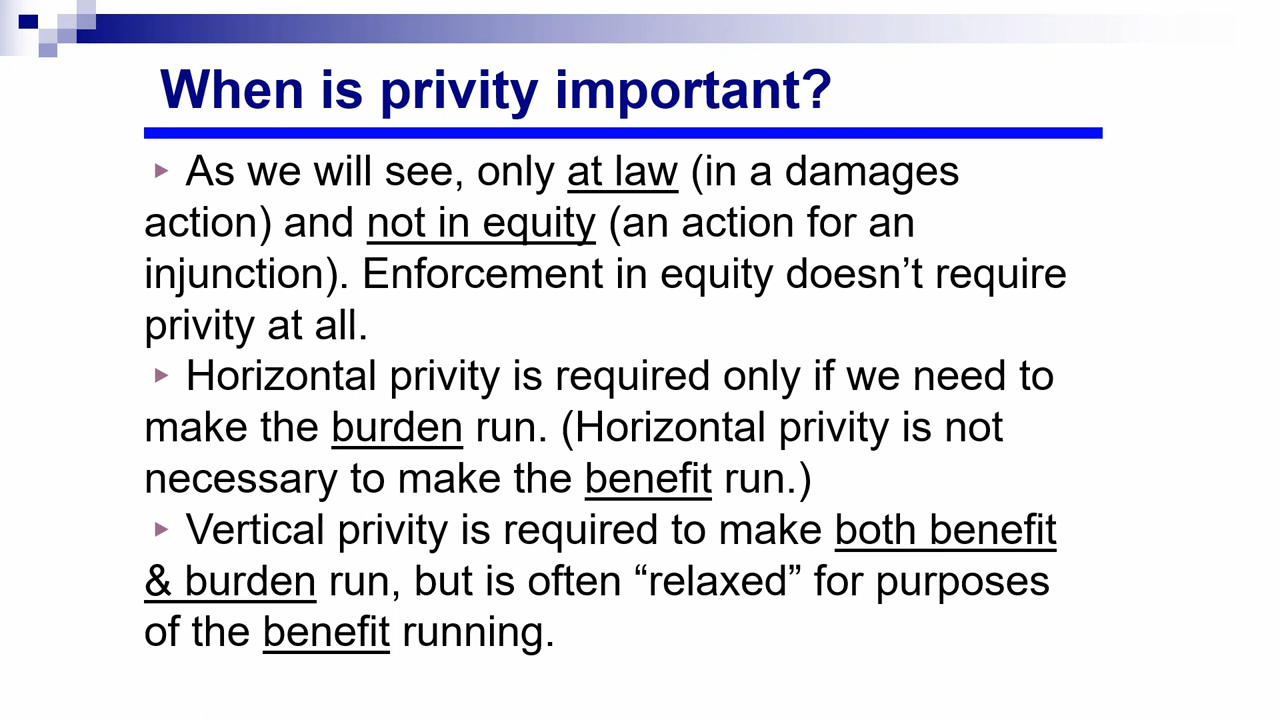 When is privity important?
▸ As we will see, only at law (in a damages
action) and not in equity (an action for an
injunction). Enforcement in equity doesn’t require
privity at all.
▸ Horizontal privity is required only if we need to
make the burden run. (Horizontal privity is not
necessary to make the benefit run.)
▸ Vertical privity is required to make both benefit
& burden run, but is often “relaxed” for purposes
of the benefit running.